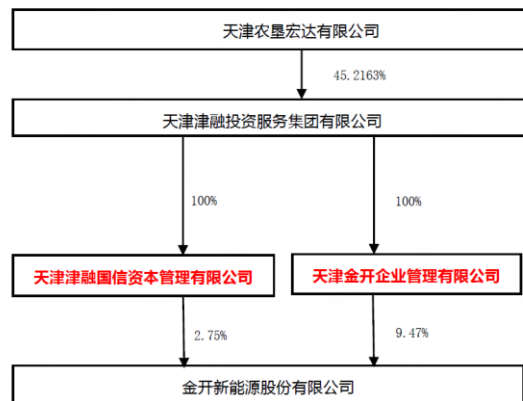 天津农垦宏达有限公司
45.2163%
天津津融投资服务集团有限公司
100%
100%
天津津融国信资本管理有限公司
天津金开企业管理有限公司
2.75%
9.47%
金开新能源股份有限公司